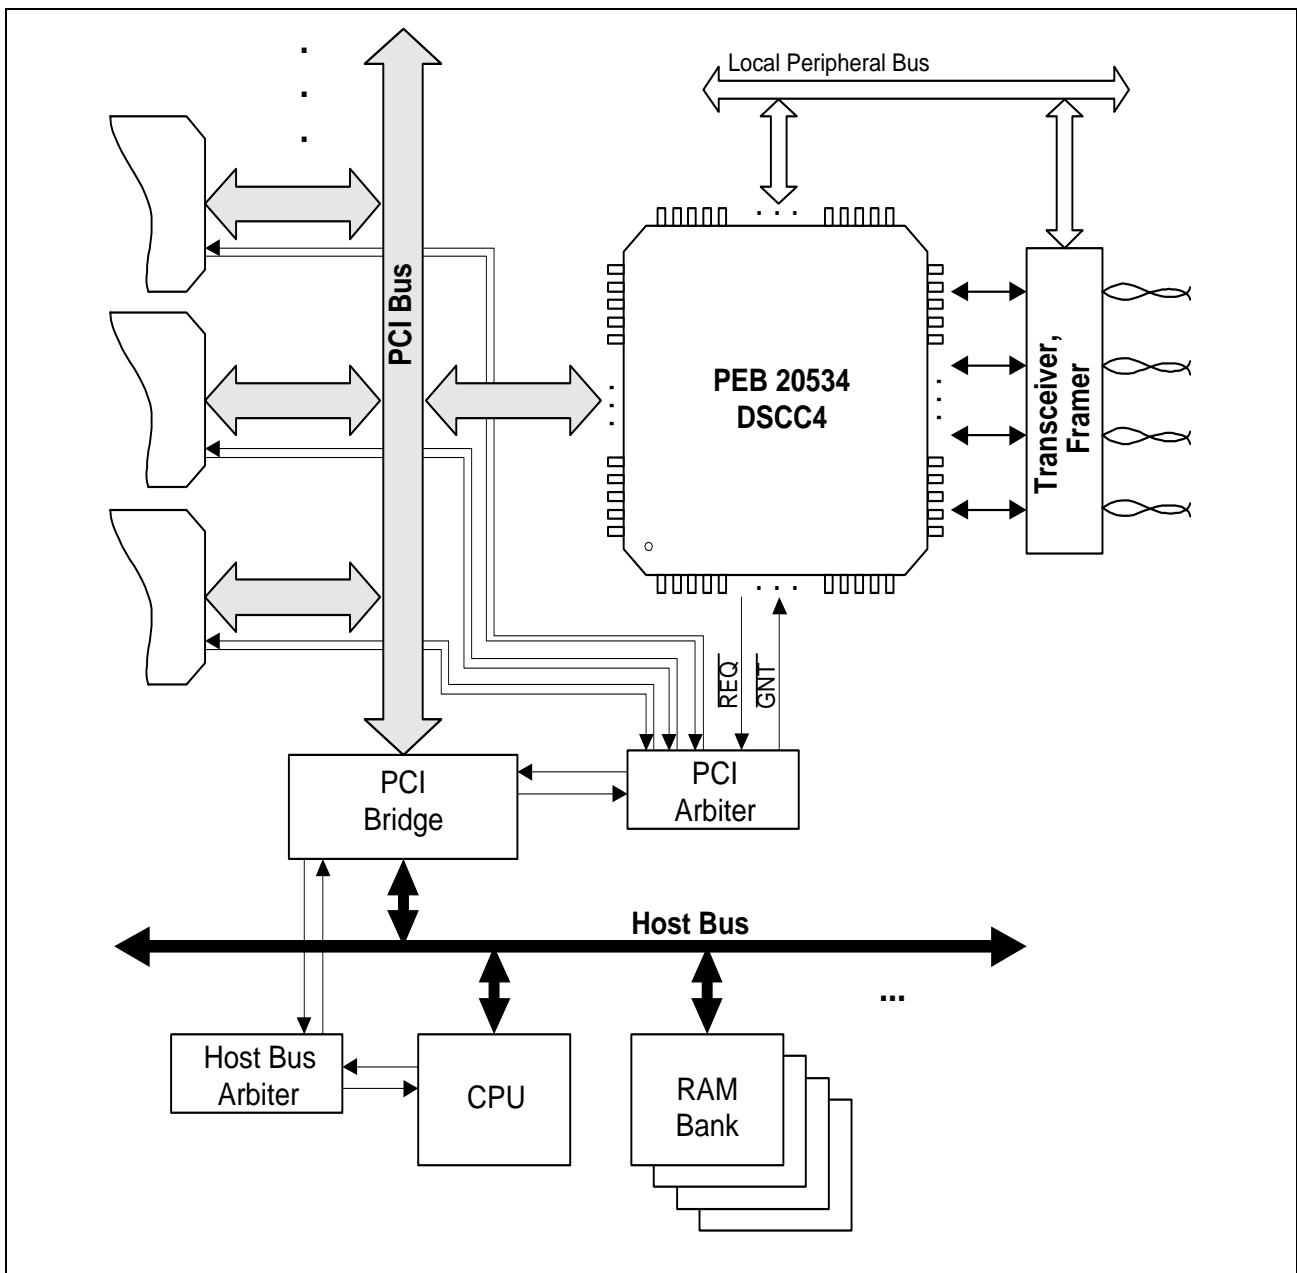 Local Peripheral Bus
PCI Bus
PEB 20534
DSCC4
Transceiver,
Framer
REQ
GNT
PCI
Bridge
PCI
Arbiter
Host Bus
...
Host Bus
Arbiter
CPU
RAM
Bank